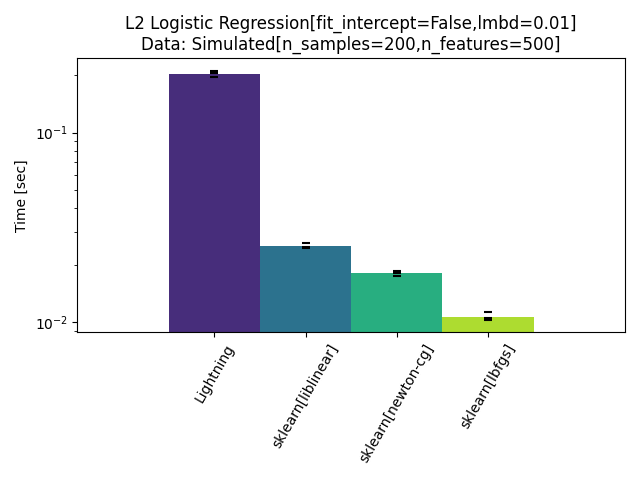 L2 Logistic Regression[fit_intercept=False,lmbd=0.01]
Data: Simulated[n_samples=200,n_features=500]
Time [sec]
10⁻¹
10⁻²
Lightning
sklearn[liblinear]
sklearn[newton-cg]
sklearn[lbfgs]